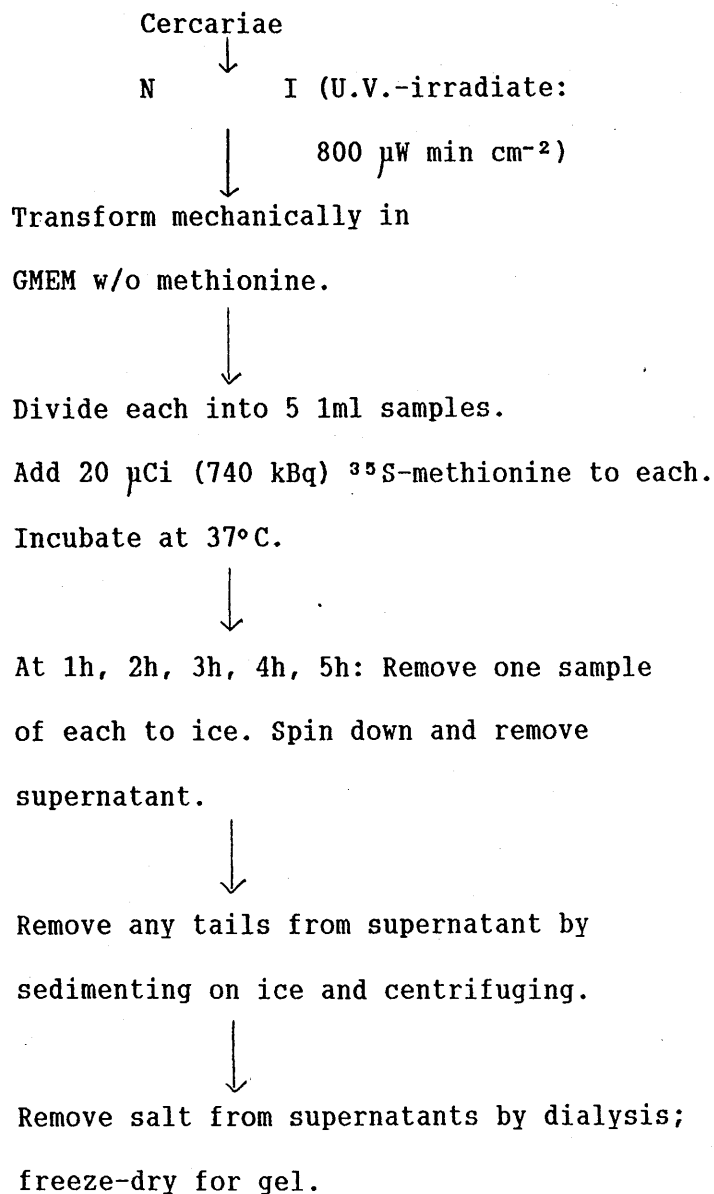 Cercariae
↓
N I (U.V.-irradiate:
↓ 800 µW min cm⁻²)
Transform mechanically in
GMEM w/o methionine.
↓
Divide each into 5 1ml samples.
Add 20 µCi (740 kBq) ³⁵S-methionine to each.
Incubate at 37°C.
↓
At 1h, 2h, 3h, 4h, 5h: Remove one sample
of each to ice. Spin down and remove
supernatant.
↓
Remove any tails from supernatant by
sedimenting on ice and centrifuging.
↓
Remove salt from supernatants by dialysis;
freeze-dry for gel.